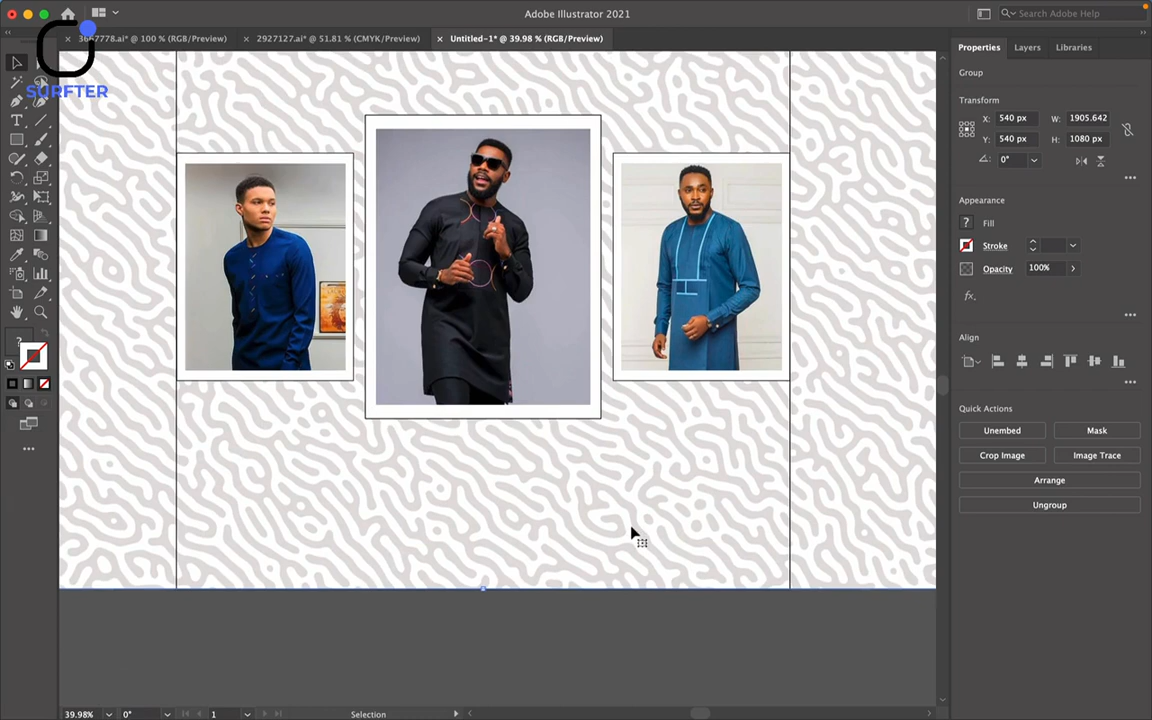 Adobe Illustrator 2021
Search Adobe Help
7778.ai* @ 100 % (RGB/Preview)
2927127.ai* @ 51.81 % (CMYK/Preview)
Untitled-1* @ 39.98 % (RGB/Preview)
SURFTER
Properties
Layers
Libraries
Group
Transform
X: 540 px W: 1905.642
Y: 540 px H: 1080 px
0°
Appearance
? Fill
Stroke
Opacity 100%
fx.
Align
Quick Actions
Unembed
Mask
Crop Image
Image Trace
Arrange
Ungroup
?
39.98%
0°
1
Selection